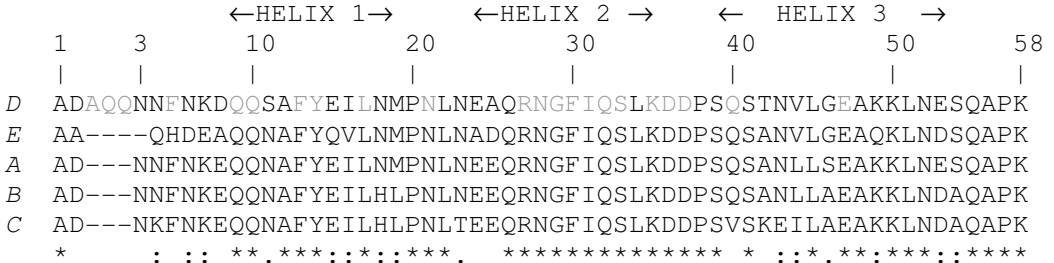 ←HELIX 1→ ←HELIX 2 → ← HELIX 3 →
1 3 10 20 30 40 50 58
| | | | | | | |
D ADAQQNNFNKDQQSAFYEILNMPNLNEAQRNGFIQSLKDDPSQSTNVLGEAKKLNESQAPK
E AA----QHDEAQQNAFYQVLNMPNLNADQRNGFIQSLKDDPSQSANVLGEAQKLNDSQAPK
A AD---NNFNKEQQNAFYEILNMPNLNEEQRNGFIQSLKDDPSQSANLLSEAKKLNESQAPK
B AD---NNFNKEQQNAFYEILHLPNLNEEQRNGFIQSLKDDPSQSANLLAEAKKLNDAQAPK
C AD---NKFNKEQQNAFYEILHLPNLTEEQRNGFIQSLKDDPSVSKEILAEAKKLNDAQAPK
*     : :: **.***::*::***.  ************** * ::*.**:***::****